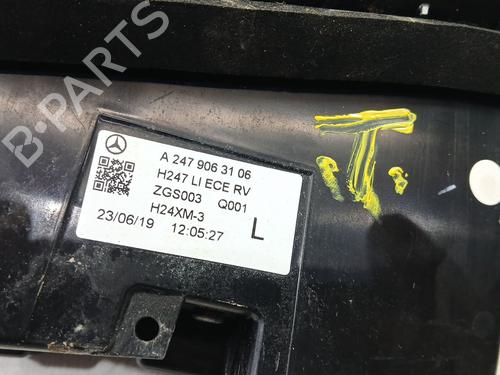 A 247 906 31 06
H247 LI ECE RV
ZGS003 Q001
H24XM-3
23/06/19 12:05:27 L
I.T.
B-PARTS